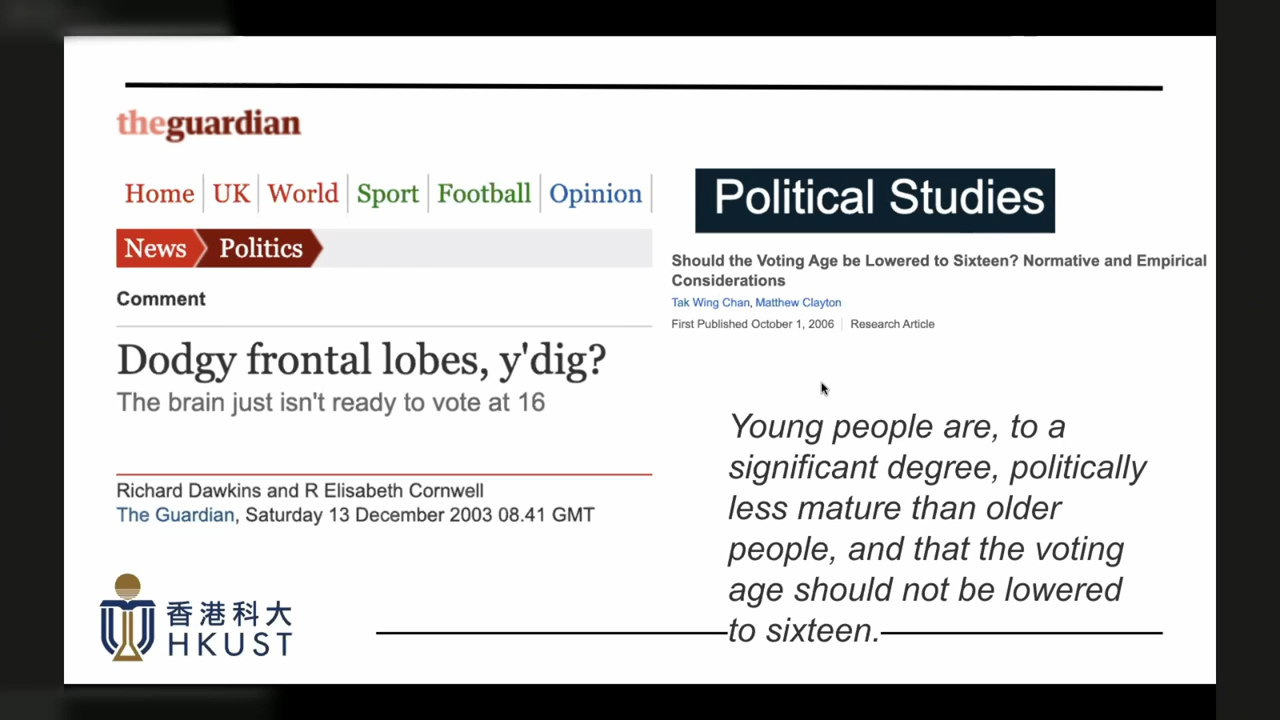 theguardian
Home UK World Sport Football Opinion
News Politics
Comment
Dodgy frontal lobes, y'dig?
The brain just isn't ready to vote at 16
Richard Dawkins and R Elisabeth Cornwell
The Guardian, Saturday 13 December 2003 08.41 GMT
香港科大
HKUST
Political Studies
Should the Voting Age be Lowered to Sixteen? Normative and Empirical
Considerations
Tak Wing Chan, Matthew Clayton
First Published October 1, 2006 Research Article
Young people are, to a
significant degree, politically
less mature than older
people, and that the voting
age should not be lowered
to sixteen.